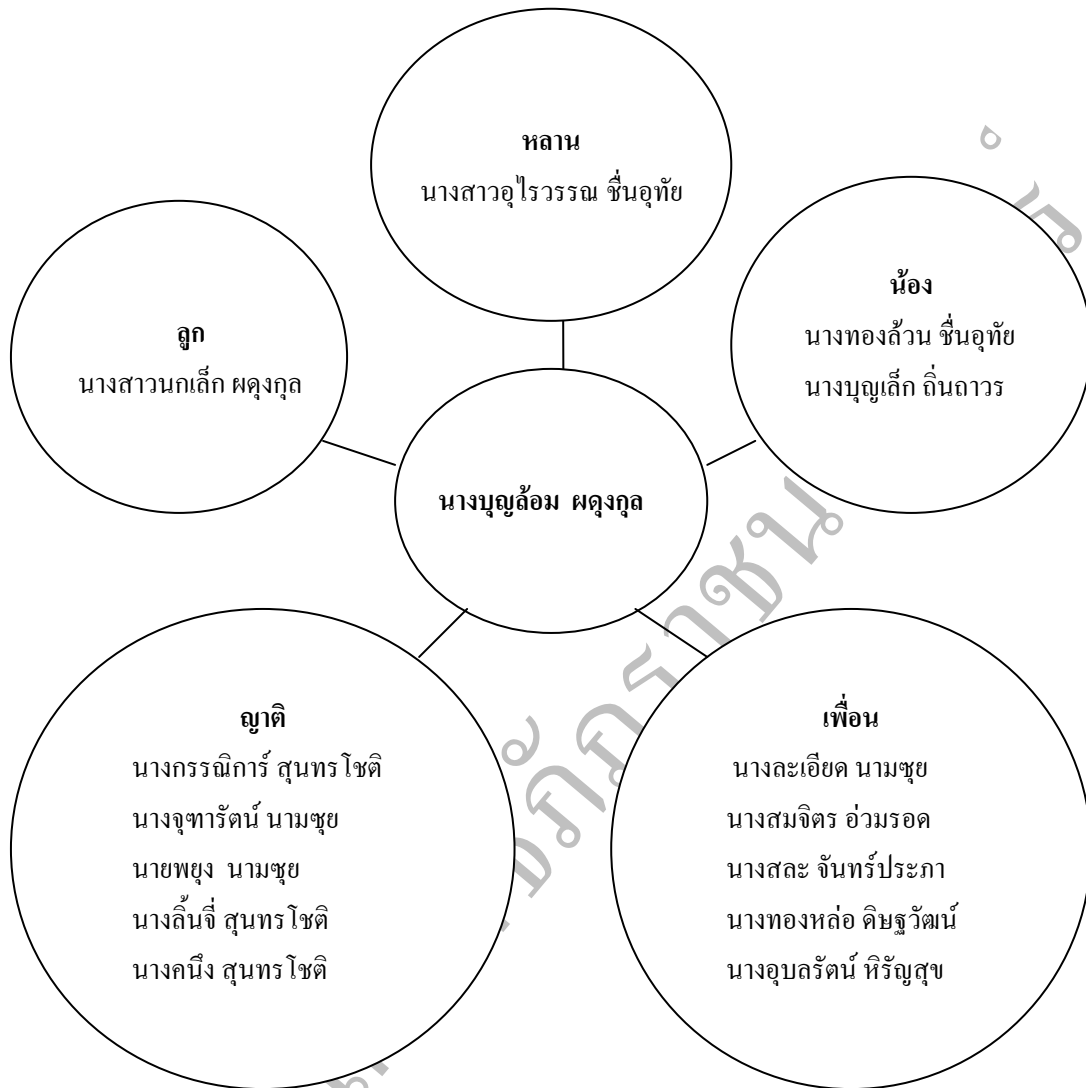 หลาน
นางสาวอุไรวรรณ ชื่นอุทัย
น้อง
นางทองล้วน ชื่นอุทัย
นางบุญเล็ก ถิ่นถาวร
ลูก
นางสาวนกเล็ก ผดุงกุล
นางบุญล้อม ผดุงกุล
ญาติ
นางกรรณิการ์ สุนทรโชติ
นางจุฑารัตน์ นามซุย
นายพยุง นามซุย
นางลิ้นจี่ สุนทรโชติ
นางคนึง สุนทรโชติ
เพื่อน
นางละเอียด นามซุย
นางสมจิตร อ่วมรอด
นางสละ จันทร์ประภา
นางทองหล่อ ดิษฐวัฒน์
นางอุบลรัตน์ หิรัญสุข